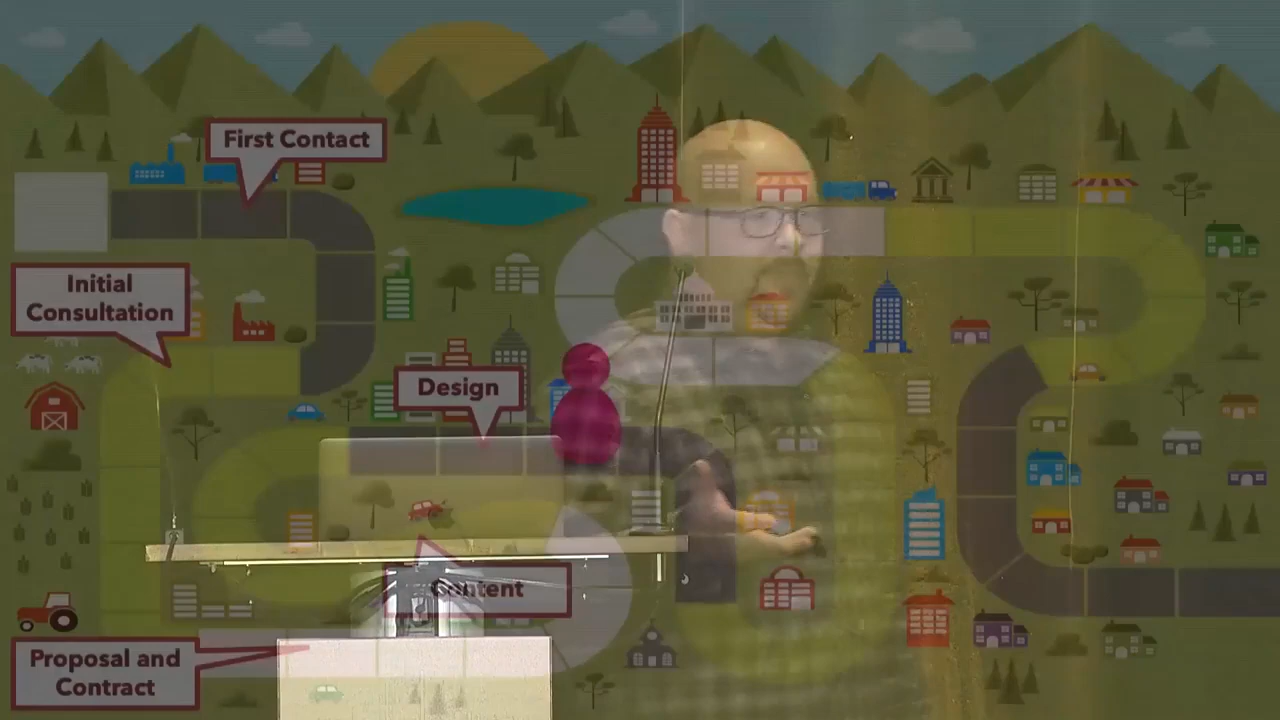 First Contact
Initial
Consultation
Design
Content
Proposal and
Contract